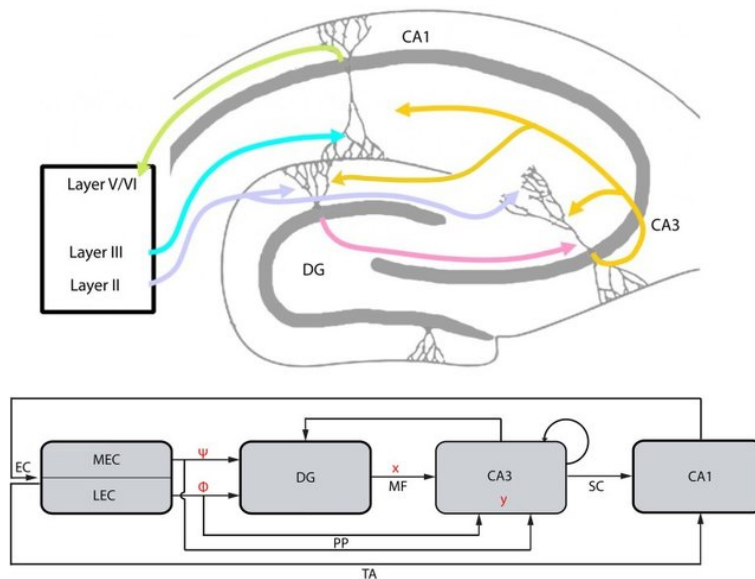 CA1
Layer V/VI
Layer III
Layer II
CA3
DG
EC
MEC
LEC
Ψ
Φ
DG
x
MF
CA3
y
SC
CA1
PP
TA